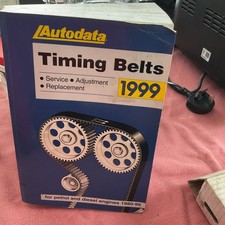 Autodata
Timing Belts
• Service • Adjustment
• Replacement
1999
for petrol and diesel engines 1980-99